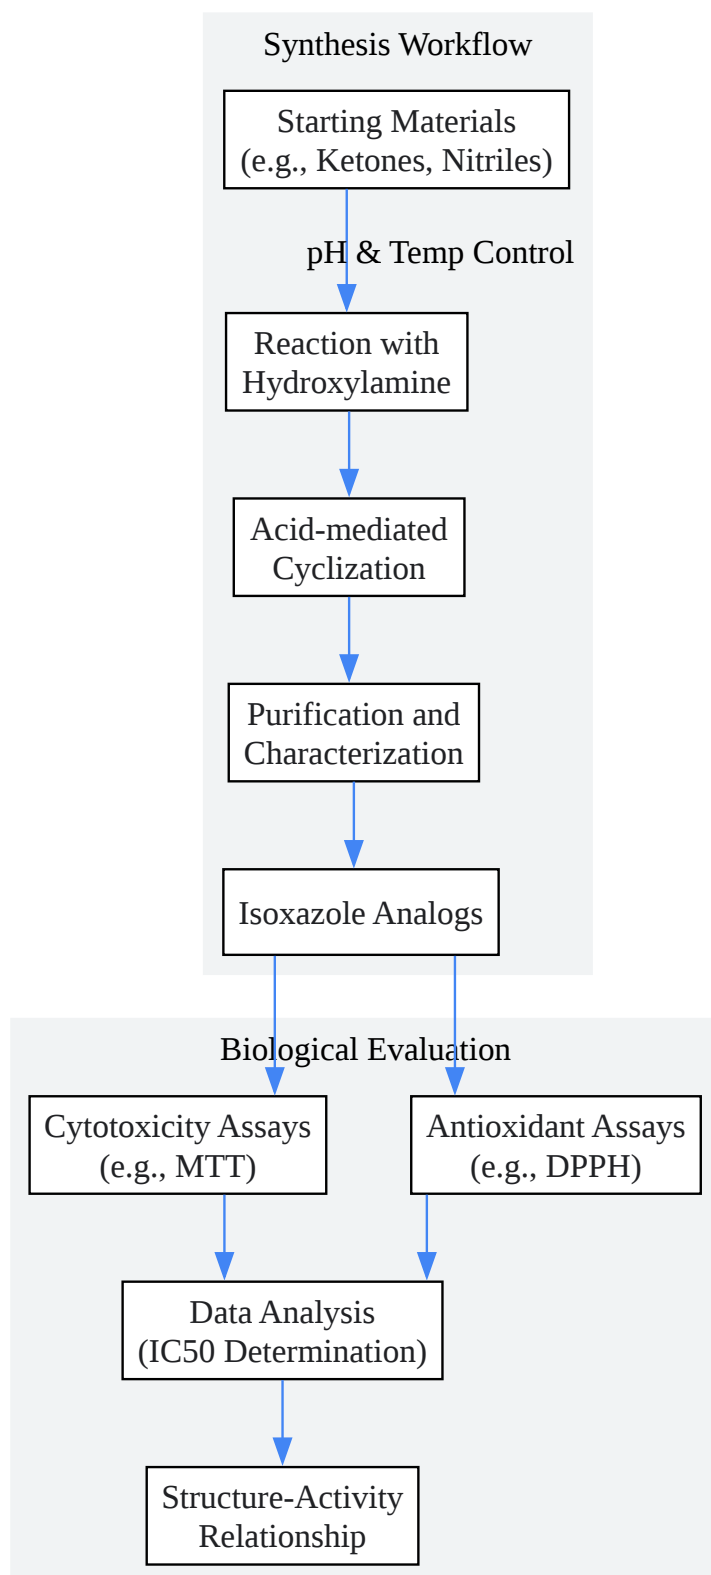 Synthesis Workflow
Starting Materials
(e.g., Ketones, Nitriles)
pH & Temp Control
Reaction with
Hydroxylamine
Acid-mediated
Cyclization
Purification and
Characterization
Isoxazole Analogs
Biological Evaluation
Cytotoxicity Assays
(e.g., MTT)
Antioxidant Assays
(e.g., DPPH)
Data Analysis
(IC50 Determination)
Structure-Activity
Relationship